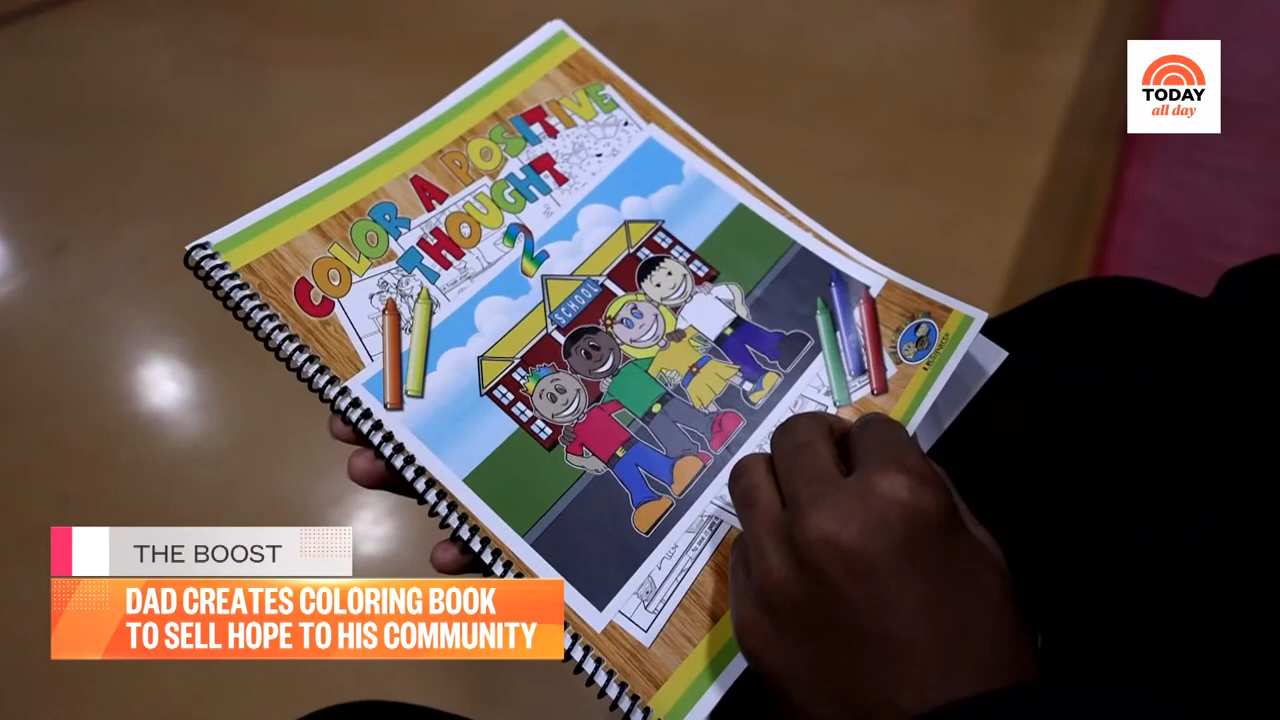 TODAY
all day
COLOR A POSITIVE
THOUGHT
2
SCHOOL
THE BOOST
DAD CREATES COLORING BOOK
TO SELL HOPE TO HIS COMMUNITY